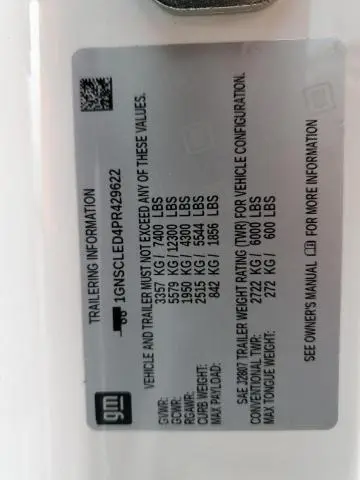 gm
TRAILERING INFORMATION
1GNSCLED4PR429622
VEHICLE AND TRAILER MUST NOT EXCEED ANY OF THESE VALUES.
GVWR: 3357 KG / 7400 LBS
GCWR: 5579 KG / 12300 LBS
RGAWR: 1950 KG / 4300 LBS
CURB WEIGHT: 2515 KG / 5544 LBS
MAX PAYLOAD: 842 KG / 1856 LBS
SAE J2807 TRAILER WEIGHT RATING (TWR) FOR VEHICLE CONFIGURATION.
CONVENTIONAL TWR: 2722 KG / 6000 LBS
MAX TONGUE WEIGHT: 272 KG / 600 LBS
SEE OWNER'S MANUAL FOR MORE INFORMATION